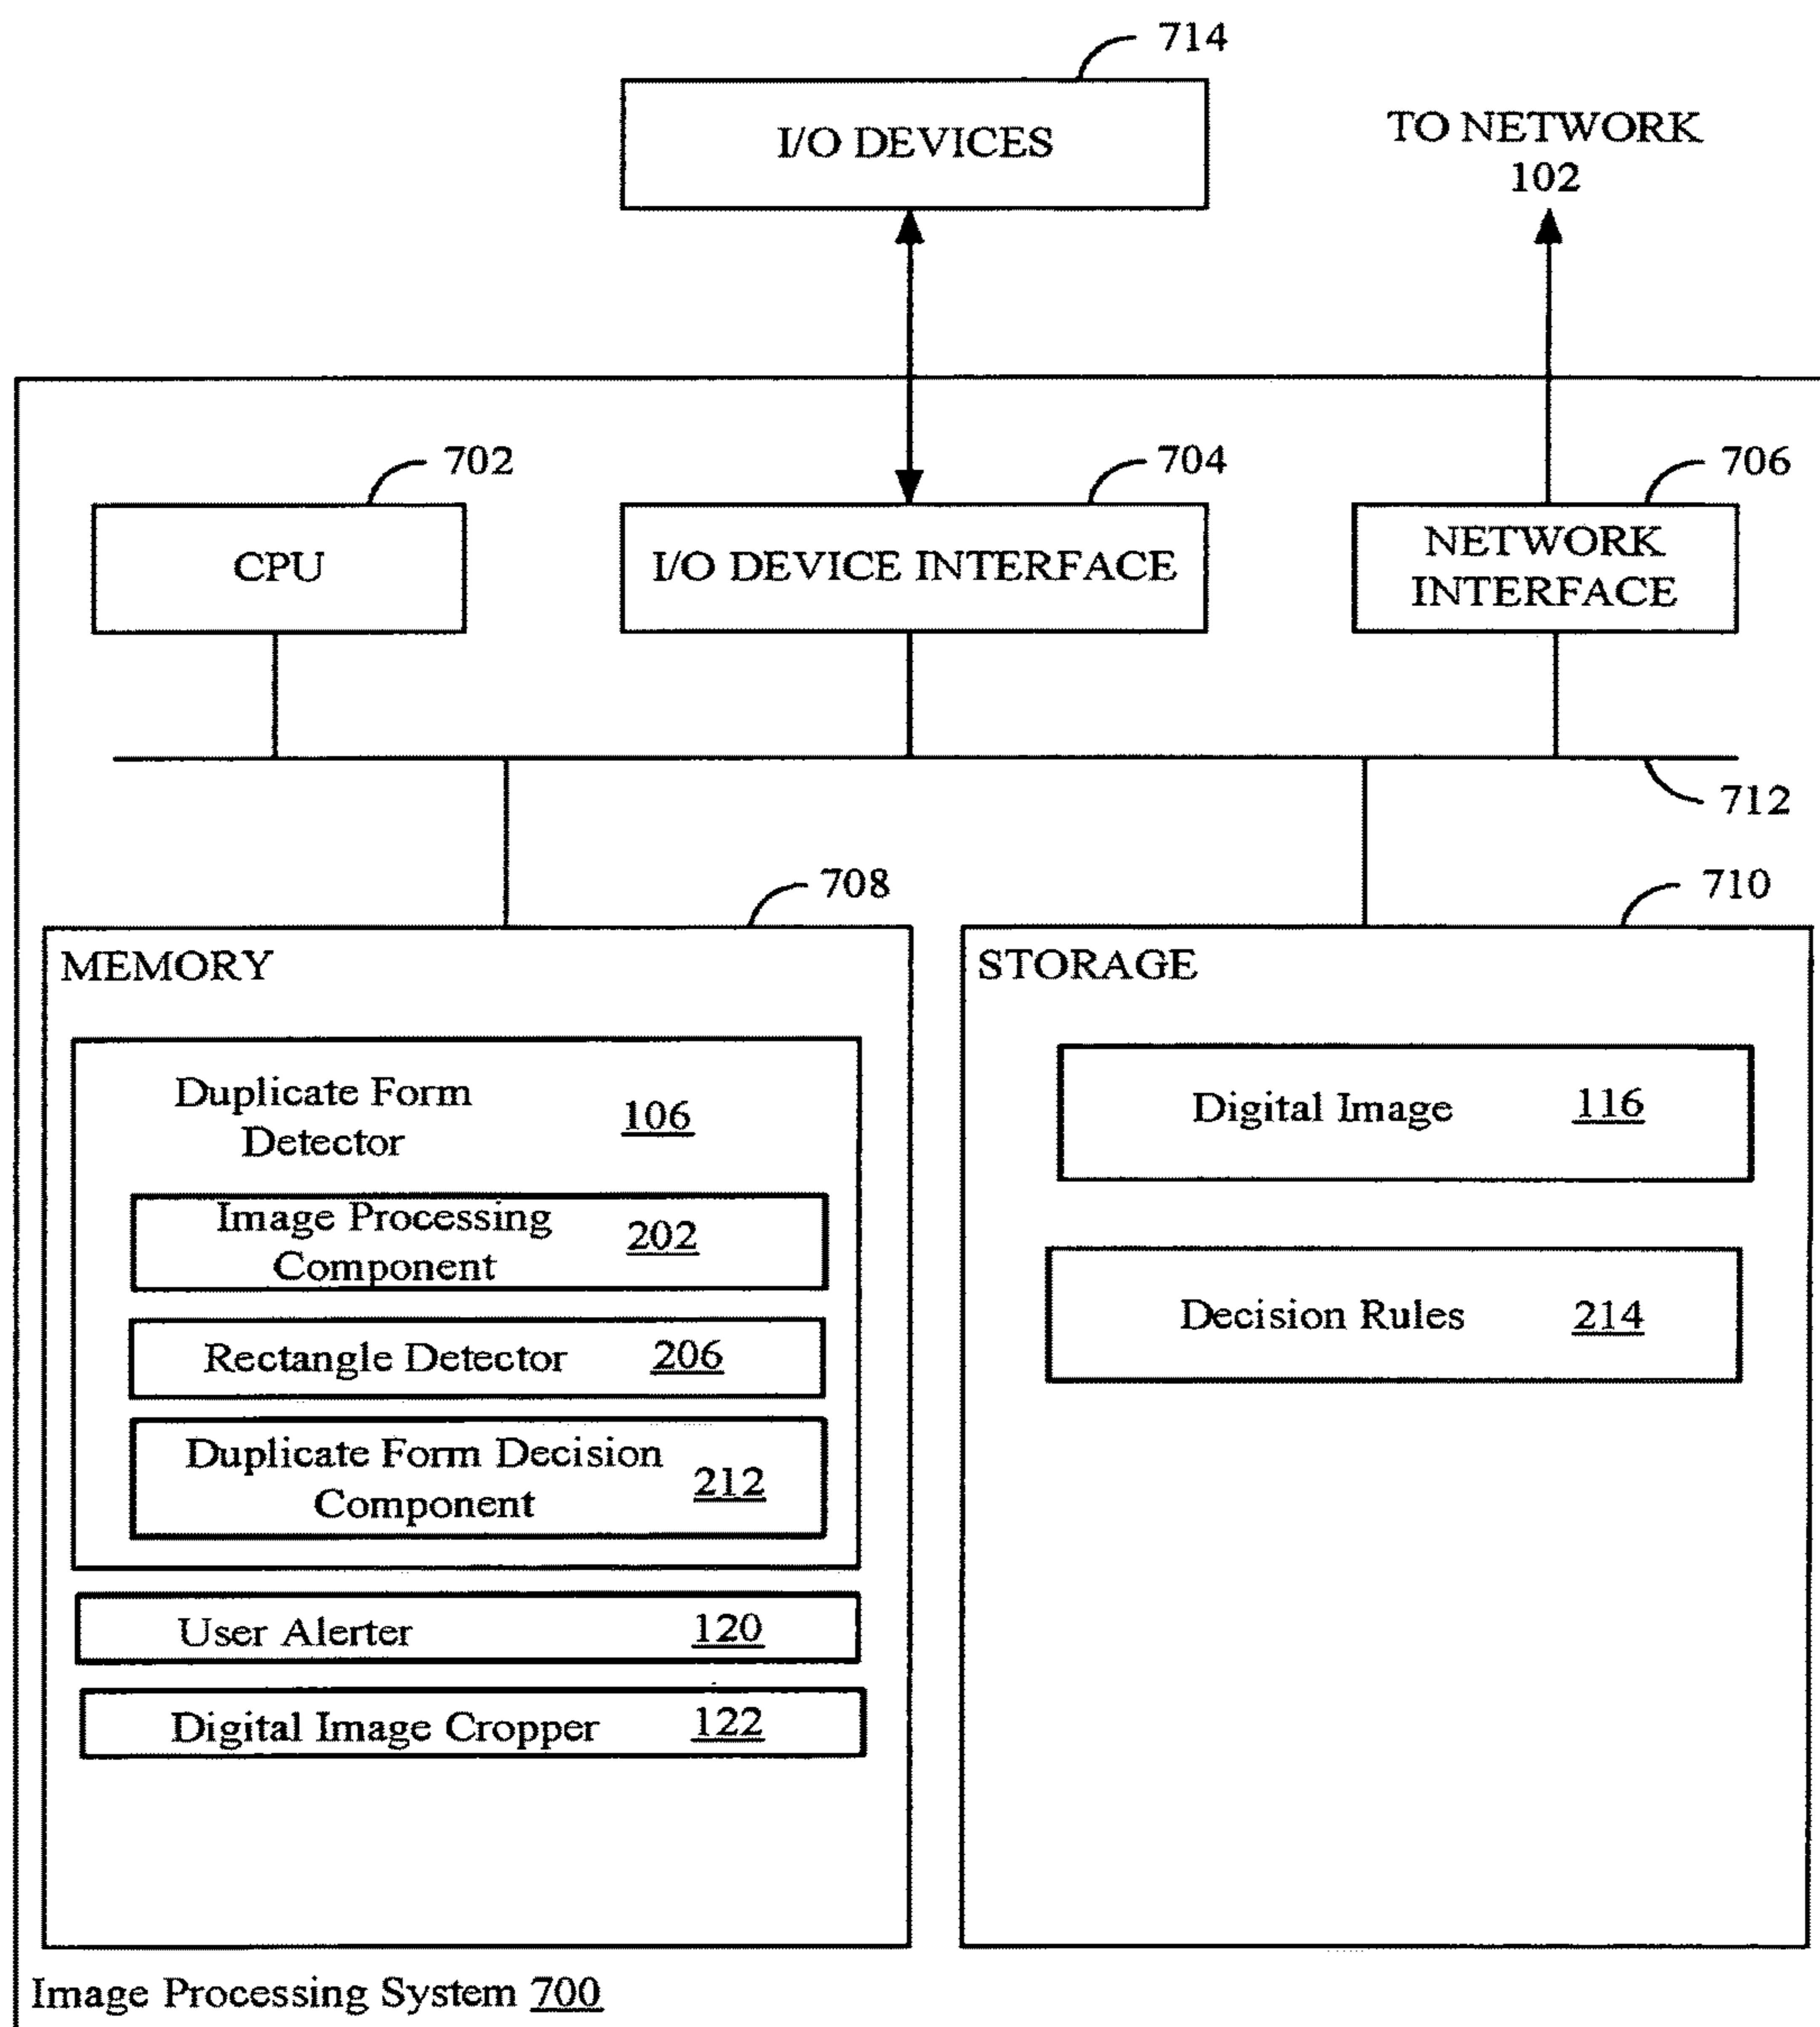 714
I/O DEVICES
TO NETWORK
102
702
704
706
CPU
I/O DEVICE INTERFACE
NETWORK
INTERFACE
712
708
710
MEMORY
STORAGE
Duplicate Form
Detector
106
Image Processing
Component
202
Rectangle Detector
206
Duplicate Form Decision
Component
212
User Alerter
120
Digital Image Cropper
122
Digital Image
116
Decision Rules
214
Image Processing System 700